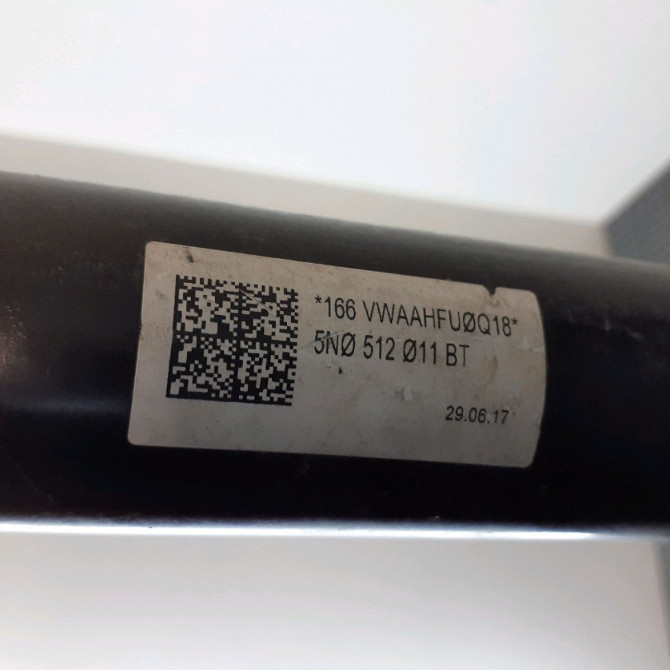 *166 VWAAHFUØQ18*
5NØ 512 Ø11 BT
29.06.17